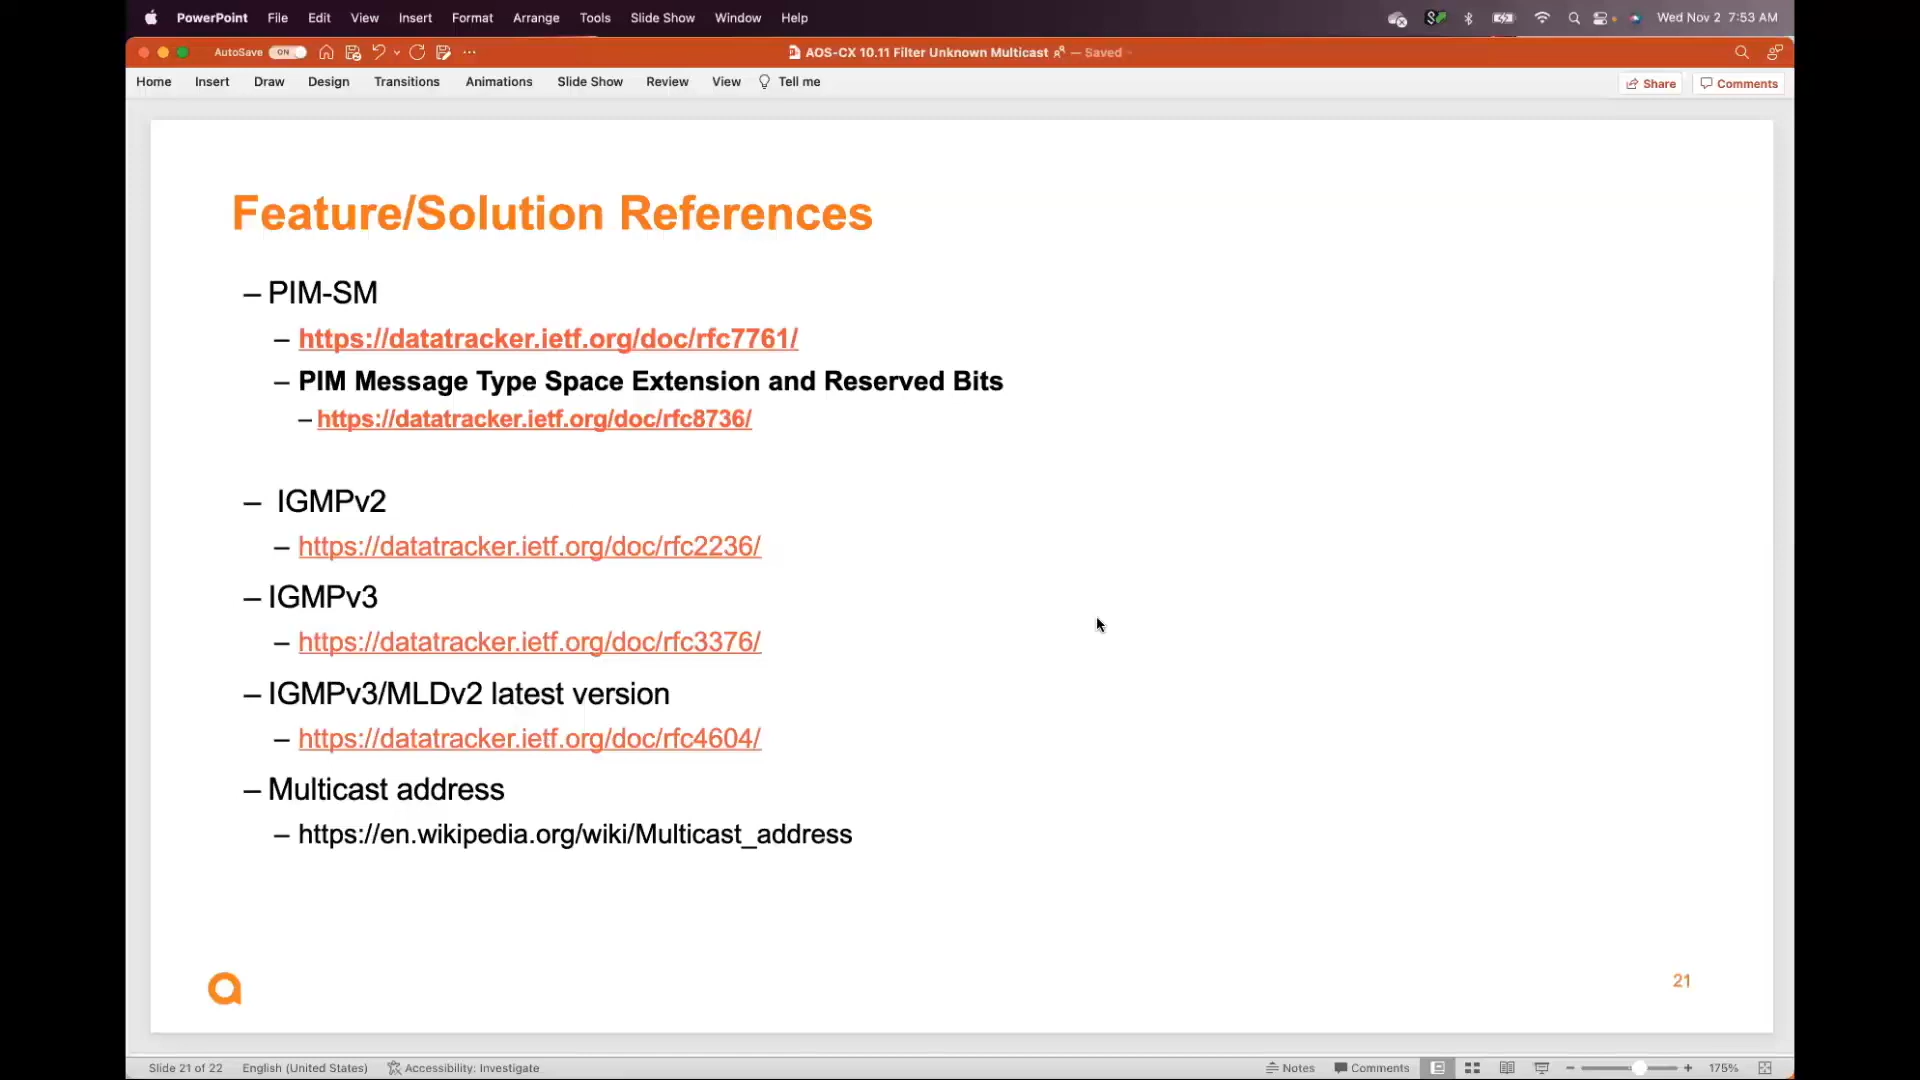 PowerPoint File Edit View Insert Format Arrange Tools Slide Show Window Help Wed Nov 2 7:53 AM
AutoSave ON AOS-CX 10.11 Filter Unknown Multicast — Saved
Home Insert Draw Design Transitions Animations Slide Show Review View Tell me Share Comments
Feature/Solution References
– PIM-SM
– https://datatracker.ietf.org/doc/rfc7761/
– PIM Message Type Space Extension and Reserved Bits
– https://datatracker.ietf.org/doc/rfc8736/
– IGMPv2
– https://datatracker.ietf.org/doc/rfc2236/
– IGMPv3
– https://datatracker.ietf.org/doc/rfc3376/
– IGMPv3/MLDv2 latest version
– https://datatracker.ietf.org/doc/rfc4604/
– Multicast address
– https://en.wikipedia.org/wiki/Multicast_address
21
Slide 21 of 22 English (United States) Accessibility: Investigate Notes Comments 175%